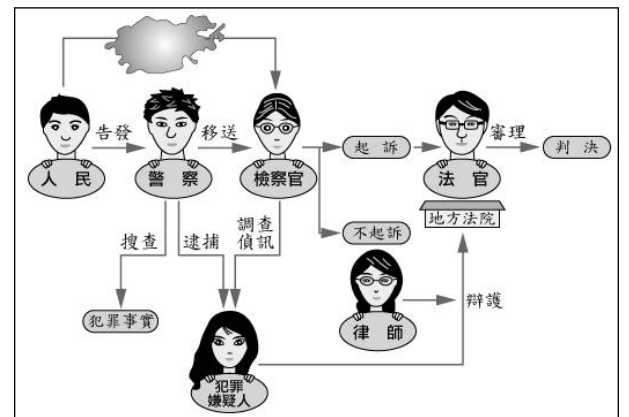 告發
移送
人民
警察
檢察官
起訴
法官
審理
判決
地方法院
不起訴
搜查
逮捕
調查
偵訊
犯罪事實
律師
辯護
犯罪
嫌疑人